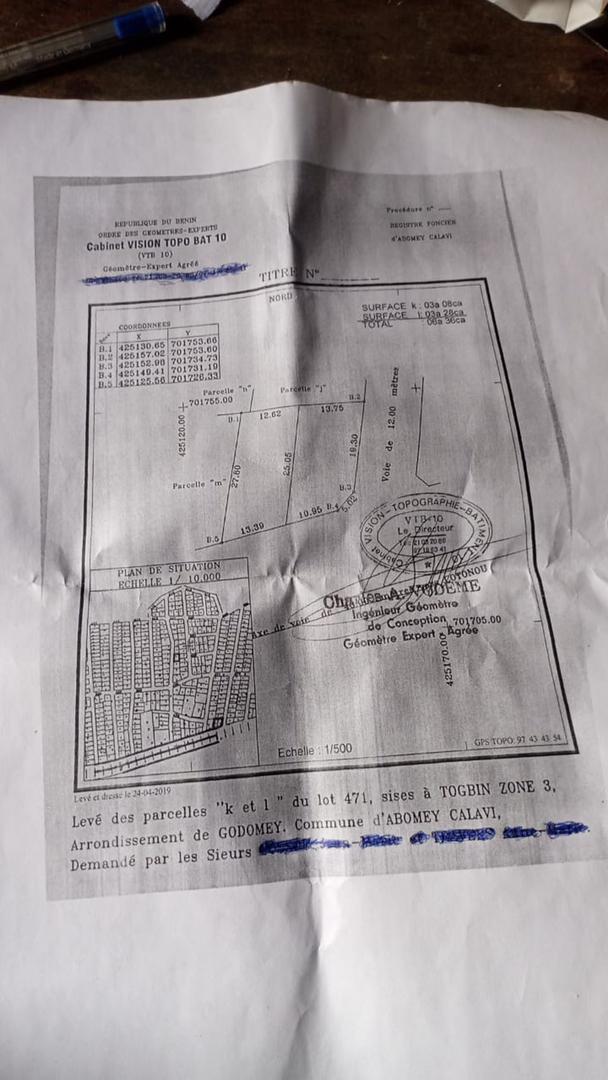 REPUBLIQUE DU BENIN
ORDRE DES GEOMETRES-EXPERTS
Cabinet VISION TOPO BAT 10
(VTB 10)
Géomètre-Expert Agréé
Procédure n°
REGISTRE FONCIER
d'ABOMEY CALAVI
TITRE N°
NORD
SURFACE k : 03a 08ca
SURFACE l: 03a 28ca
TOTAL 06a 36ca
COORDONNEES
X Y
B.1 425130.65 701753.66
B.2 425157.02 701753.60
B.3 425152.98 701734.73
B.4 425149.41 701731.19
B.5 425125.56 701726.33
Parcelle "n" Parcelle "j"
701755.00
425120.00
B.1 12.62 13.75 B.2
Voie de 12.00 mètres
27.80
25.05
19.30
Parcelle "m"
B.3
5.02
B.5 13.39 10.95 B.4
Cabinet VISION-TOPOGRAPHIE-BATIMENT
VTB-10
Le Directeur
COTONOU
PLAN DE SITUATION
ECHELLE 1/ 10.000
axe de voie de
Ingénieur Géomètre
de Conception
Géomètre Expert Agréé
701705.00
425170.00
Echelle : 1/500
GPS TOPO: 97 43 43 54
Levé et dressé le 24-04-2019
Levé des parcelles "k et l" du lot 471, sises à TOGBIN ZONE 3,
Arrondissement de GODOMEY. Commune d'ABOMEY CALAVI,
Demandé par les Sieurs